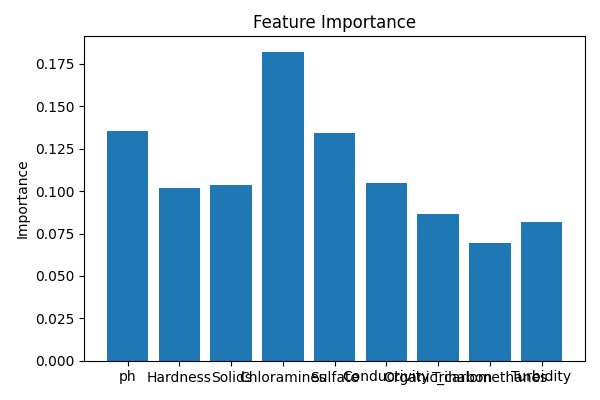 Feature Importance
Importance
0.175
0.150
0.125
0.100
0.075
0.050
0.025
0.000
ph
Hardness
Solids
Chloramines
Sulfate
Conductivity
Organic_carbon
Trihalomethanes
Turbidity